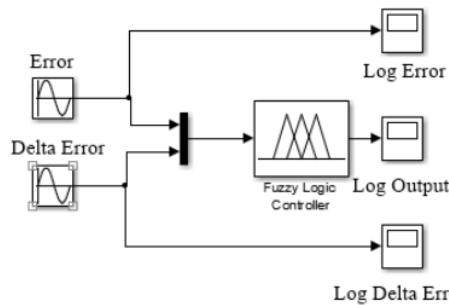 Error
Log Error
Delta Error
Fuzzy Logic
Controller
Log Output
Log Delta Err